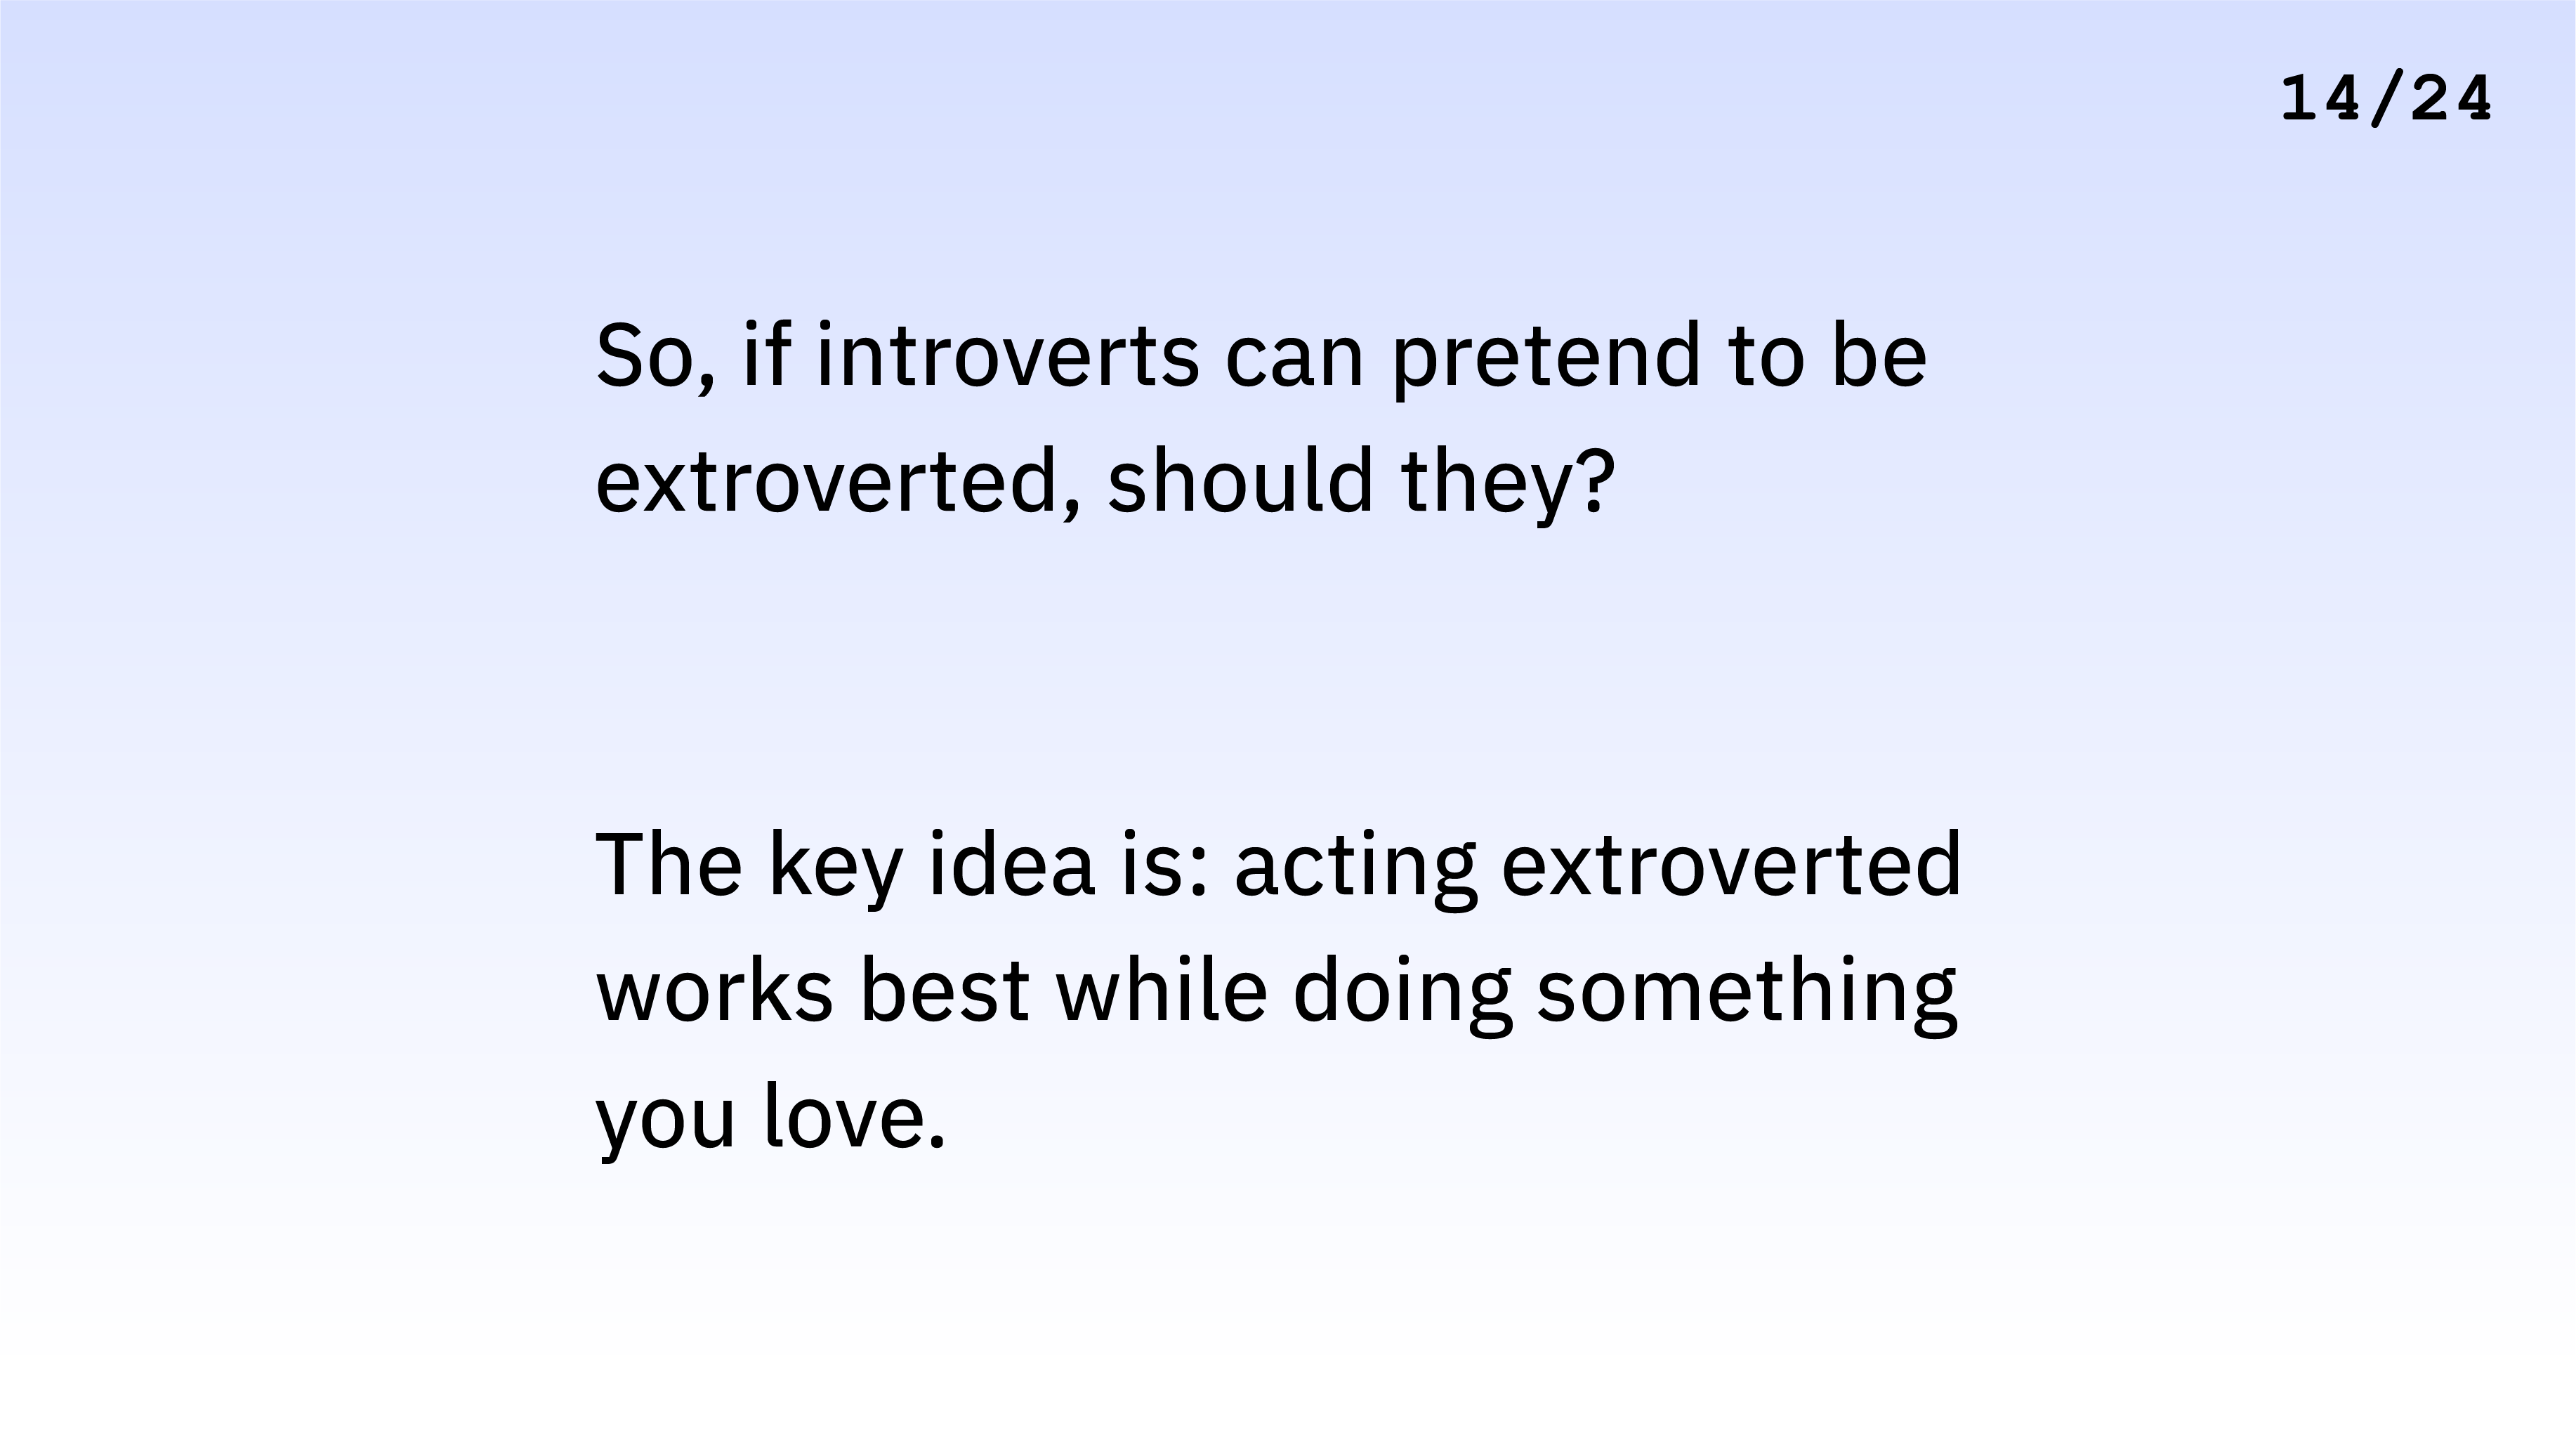 14/24
So, if introverts can pretend to be
extroverted, should they?
The key idea is: acting extroverted
works best while doing something
you love.